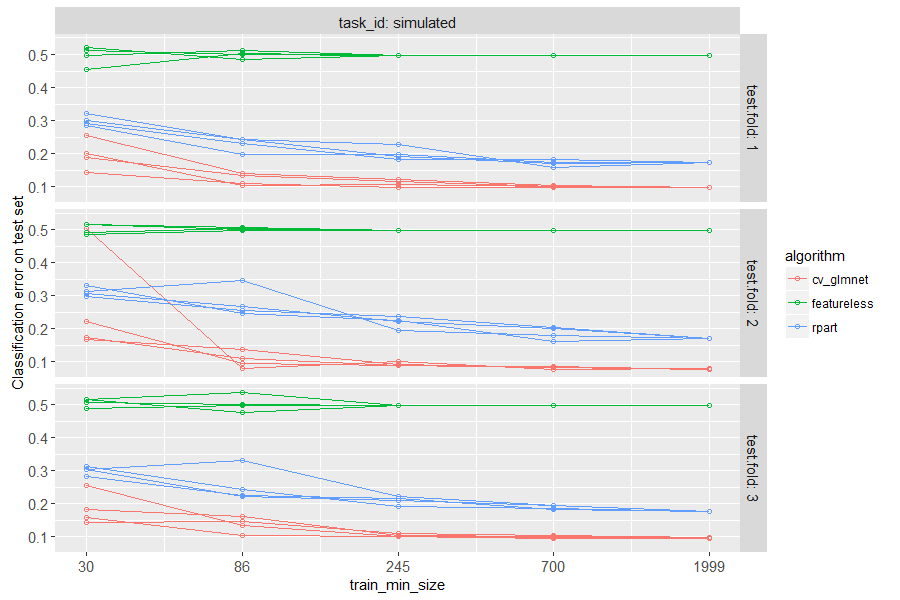 task_id: simulated
Classification error on test set
0.5
0.4
0.3
0.2
0.1
test.fold: 1
0.5
0.4
0.3
0.2
0.1
test.fold: 2
0.5
0.4
0.3
0.2
0.1
test.fold: 3
30 86 245 700 1999
train_min_size
algorithm
cv_glmnet
featureless
rpart